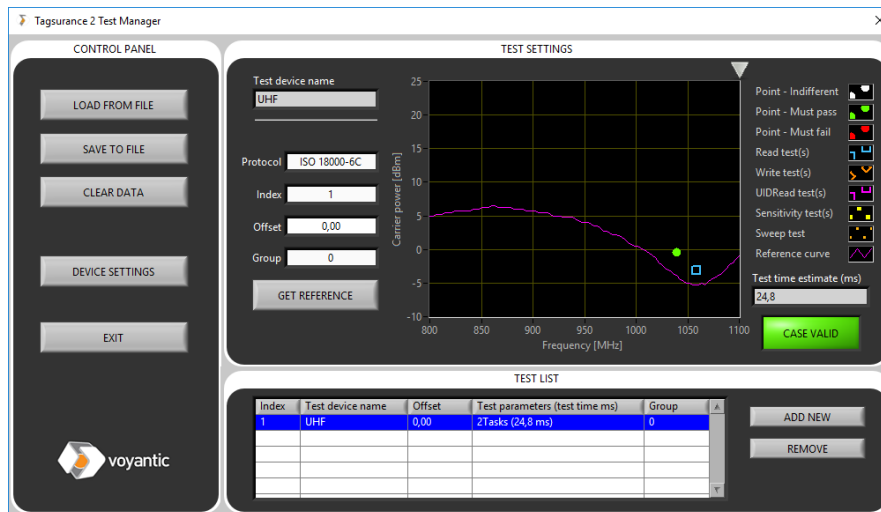 Tagsurance 2 Test Manager
CONTROL PANEL
LOAD FROM FILE
SAVE TO FILE
CLEAR DATA
DEVICE SETTINGS
EXIT
voyantic
TEST SETTINGS
Test device name
UHF
Protocol ISO 18000-6C
Index 1
Offset 0,00
Group 0
GET REFERENCE
Carrier power [dBm]
25
20
15
10
5
0
-5
-10
800 850 900 950 1000 1050 1100
Frequency [MHz]
Point - Indifferent
Point - Must pass
Point - Must fail
Read test(s)
Write test(s)
UIDRead test(s)
Sensitivity test(s)
Sweep test
Reference curve
Test time estimate (ms)
24,8
CASE VALID
TEST LIST
Index Test device name Offset Test parameters (test time ms) Group
1 UHF 0,00 2Tasks (24,8 ms) 0
ADD NEW
REMOVE